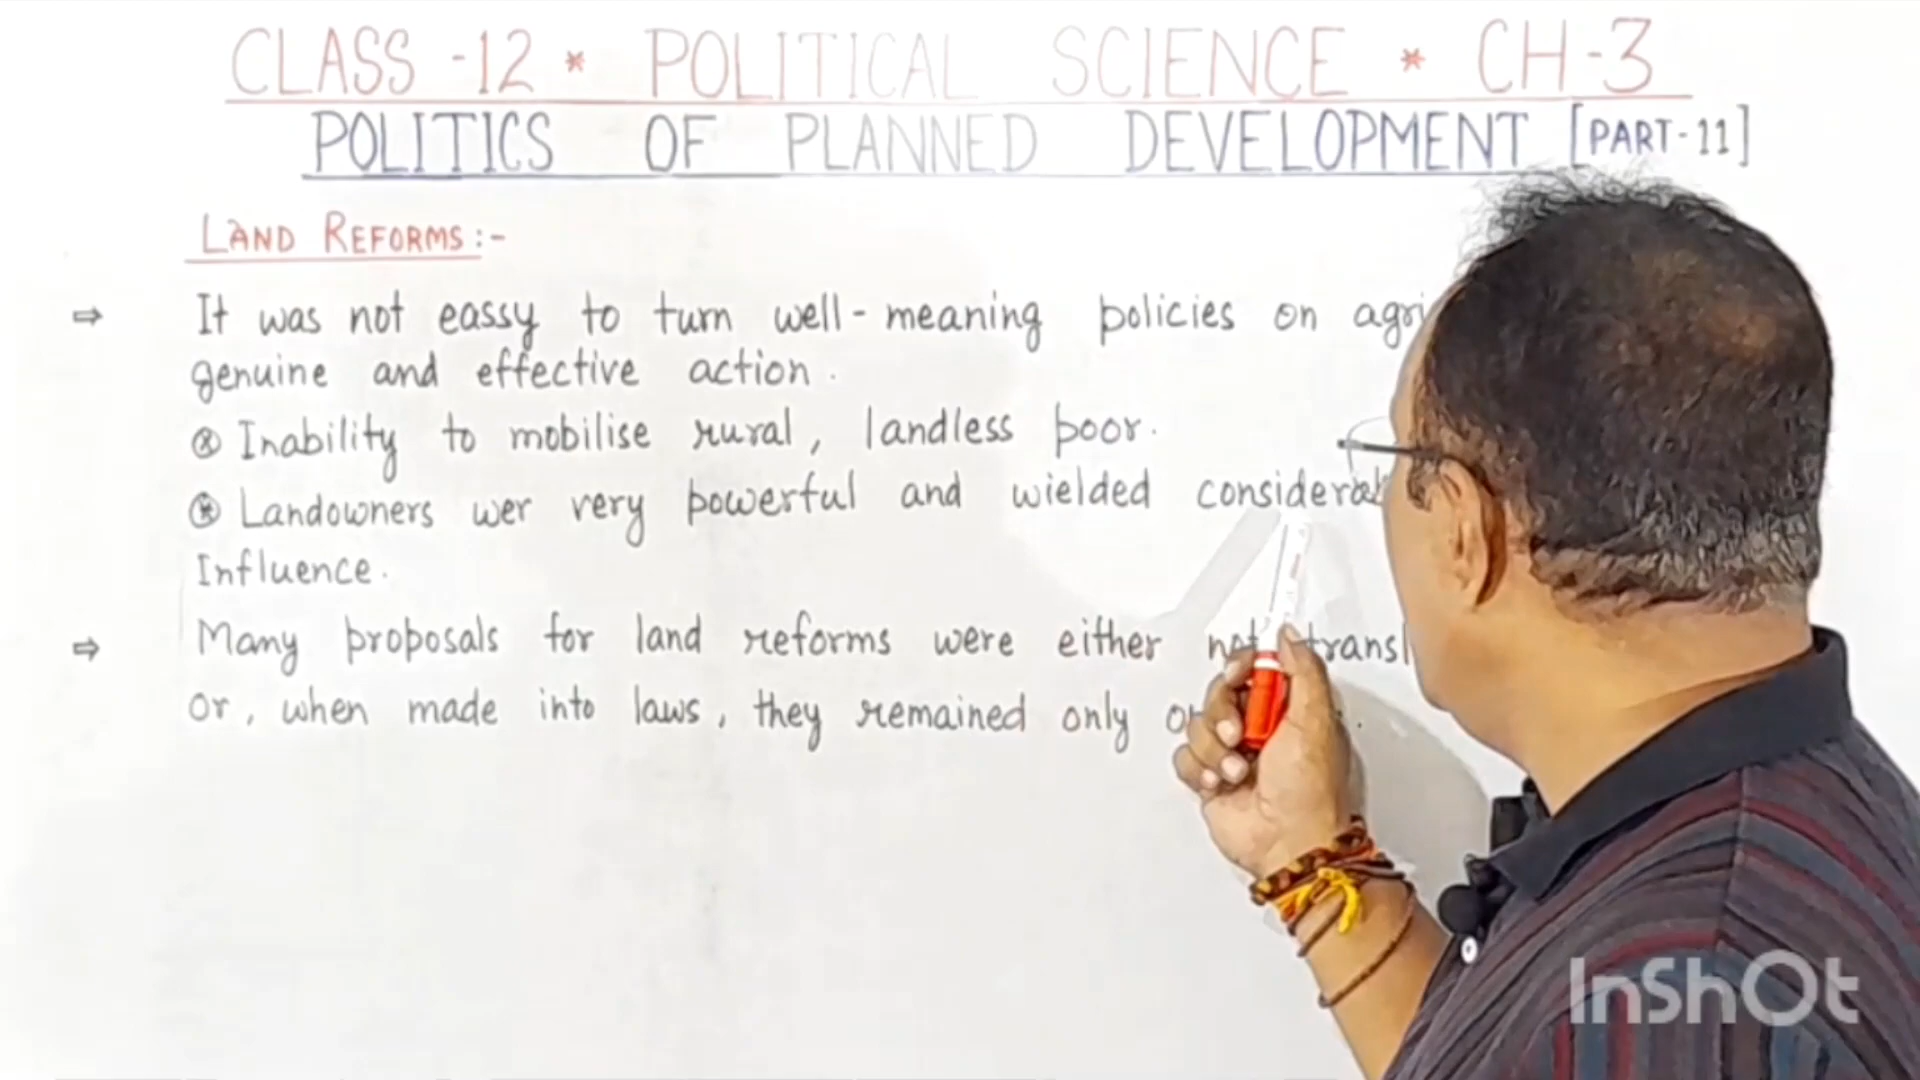 CLASS -12 * POLITICAL SCIENCE * CH-3
POLITICS OF PLANNED DEVELOPMENT [PART-11]
LAND REFORMS :-
⇒ It was not eassy to turn well-meaning policies on
genuine and effective action.
Inability to mobilise rural, landless poor.
Landowners wer very powerful and wielded
Influence.
⇒ Many proposals for land reforms were either not
or, when made into laws, they remained only
InShOt